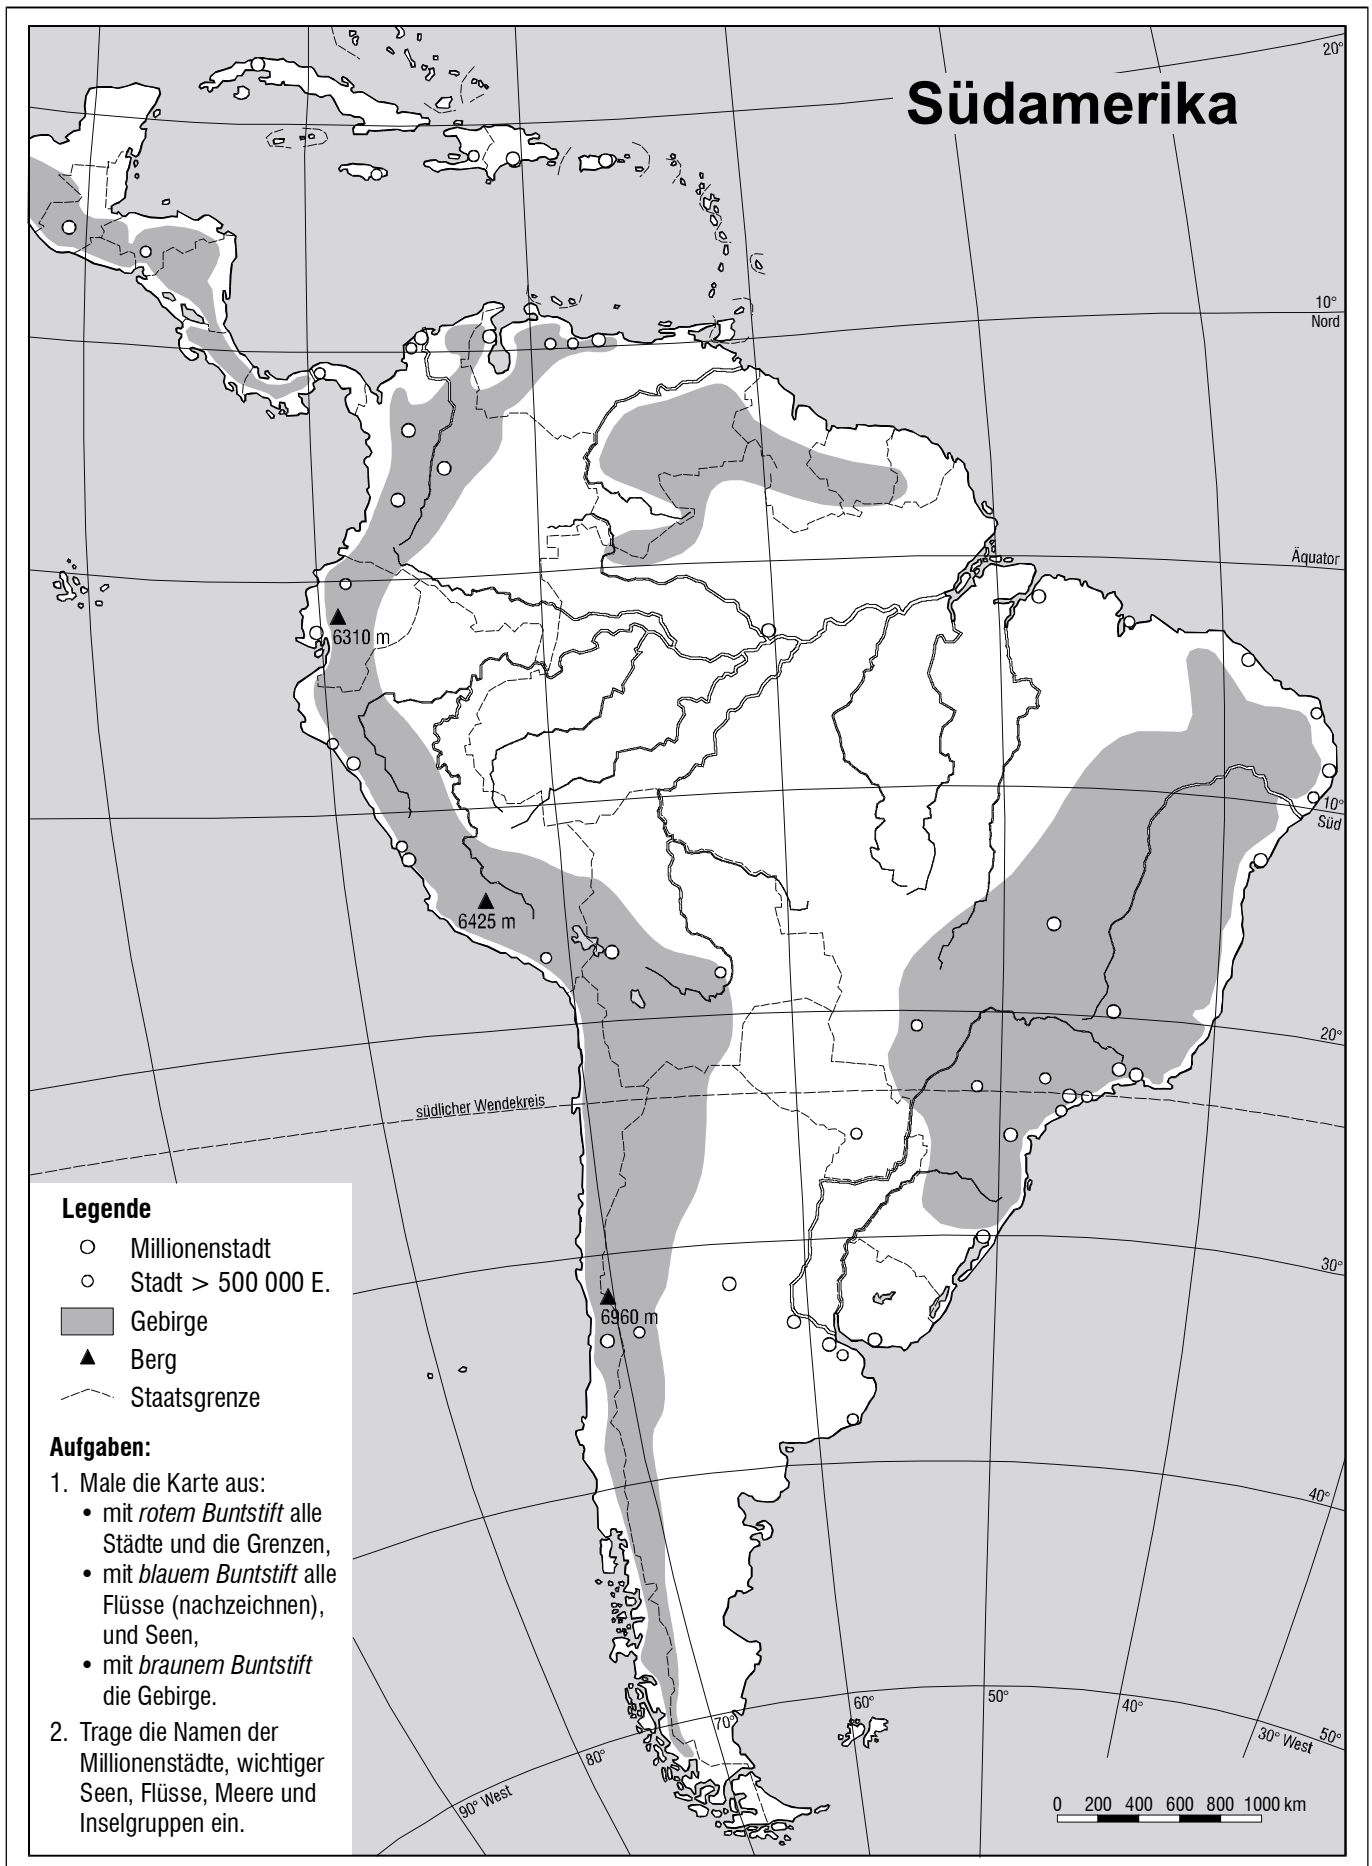 Südamerika
20°
10°
Nord
Äquator
6310 m
10°
Süd
6425 m
20°
südlicher Wendekreis
30°
6960 m
40°
Legende
Millionenstadt
Stadt > 500 000 E.
Gebirge
Berg
Staatsgrenze
Aufgaben:
1. Male die Karte aus:
• mit rotem Buntstift alle
Städte und die Grenzen,
• mit blauem Buntstift alle
Flüsse (nachzeichnen),
und Seen,
• mit braunem Buntstift
die Gebirge.
2. Trage die Namen der
Millionenstädte, wichtiger
Seen, Flüsse, Meere und
Inselgruppen ein.
90° West
80°
70°
60°
50°
40°
30° West
50°
0 200 400 600 800 1000 km